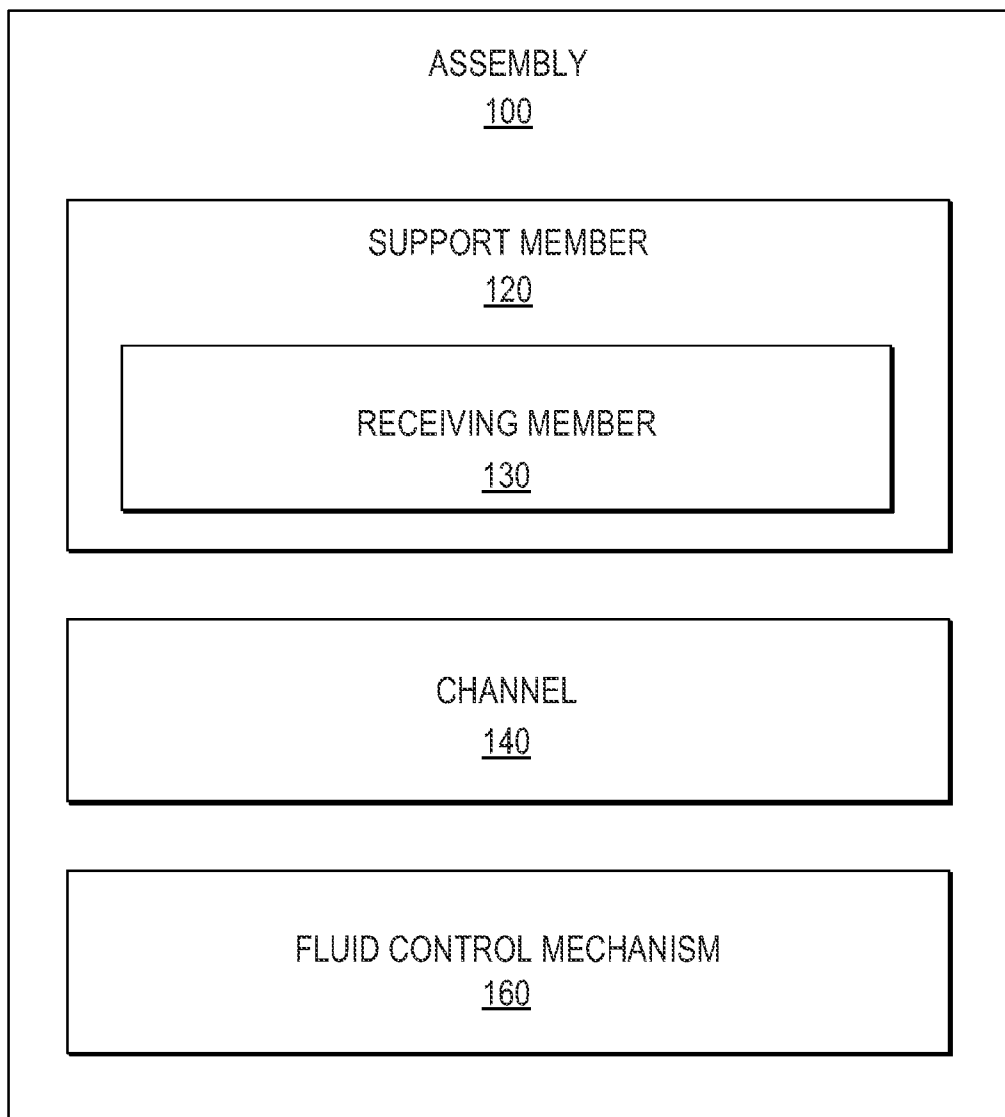 ASSEMBLY
100
SUPPORT MEMBER
120
RECEIVING MEMBER
130
CHANNEL
140
FLUID CONTROL MECHANISM
160